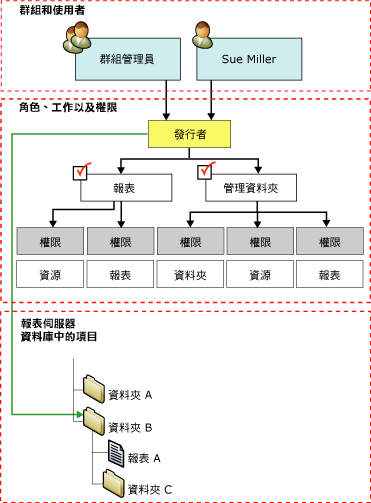 群組和使用者
群組管理員
Sue Miller
角色、工作以及權限
發行者
報表
管理資料夾
權限
權限
權限
權限
權限
資源
報表
資料夾
資源
報表
報表伺服器
資料庫中的項目
資料夾 A
資料夾 B
報表 A
資料夾 C